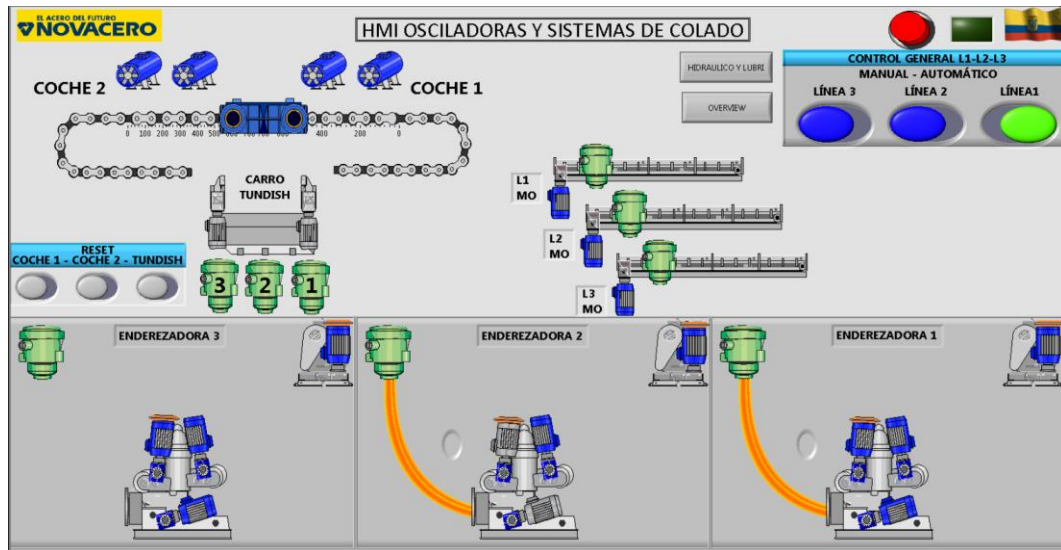 EL ACERO DEL FUTURO
NOVACERO
HMI OSCILADORAS Y SISTEMAS DE COLADO
COCHE 2
COCHE 1
0 100 200 300 400 500
400 200 0
HIDRAULICO Y LUBRI
OVERVIEW
CONTROL GENERAL L1-L2-L3
MANUAL - AUTOMÁTICO
LÍNEA 3
LÍNEA 2
LÍNEA1
CARRO
TUNDISH
L1
MO
L2
MO
L3
MO
RESET
COCHE 1 - COCHE 2 - TUNDISH
3 2 1
ENDEREZADORA 3
ENDEREZADORA 2
ENDEREZADORA 1